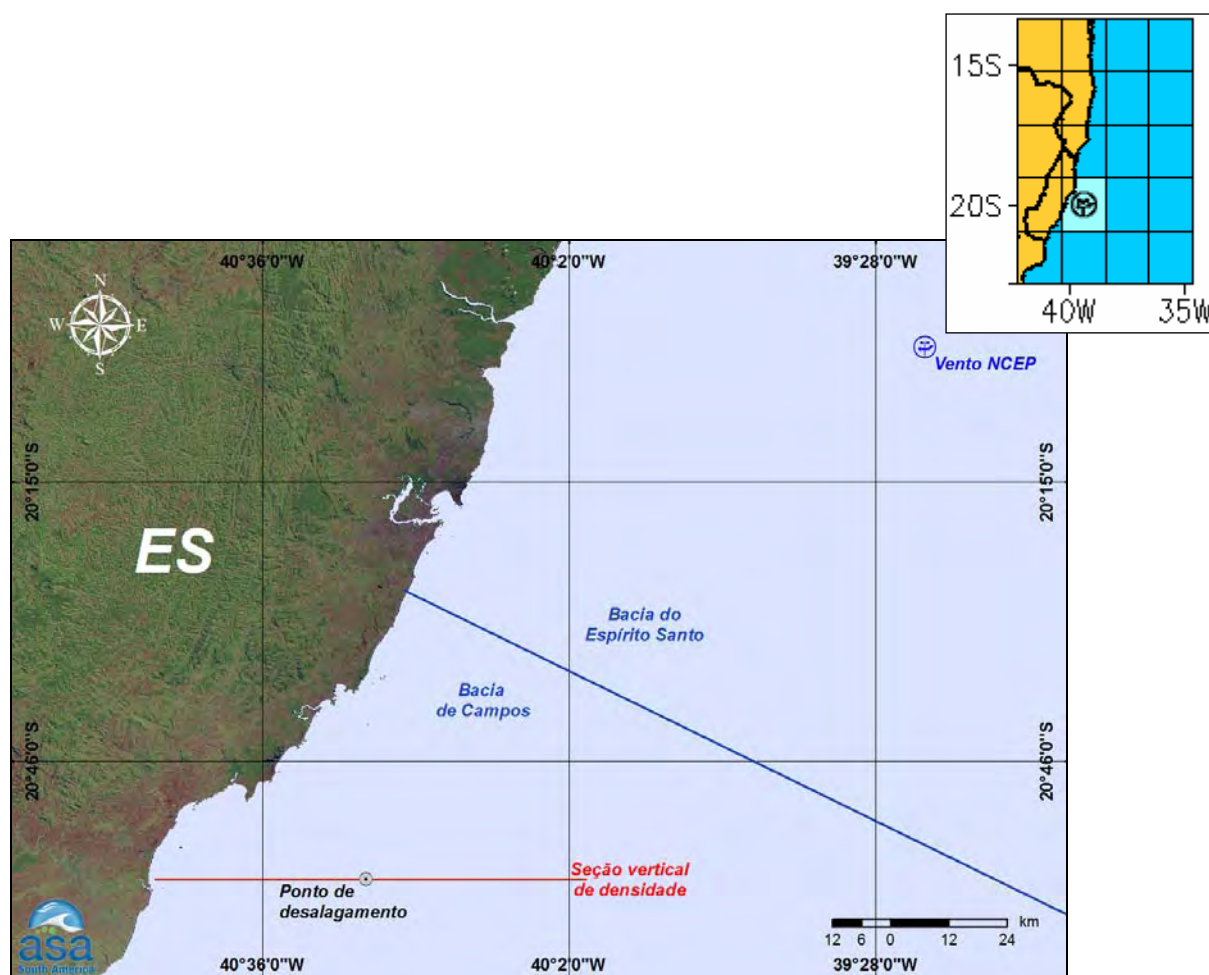 15S
20S
40W
35W
40°36'0"W
40°2'0"W
39°28'0"W
N
W
E
S
Vento NCEP
20°15'0"S
20°15'0"S
ES
Bacia do
Espírito Santo
Bacia
de Campos
20°46'0"S
20°46'0"S
Seção vertical
de densidade
Ponto de
desalagamento
km
12 6 0 12 24
asa
South America
40°36'0"W
40°2'0"W
39°28'0"W